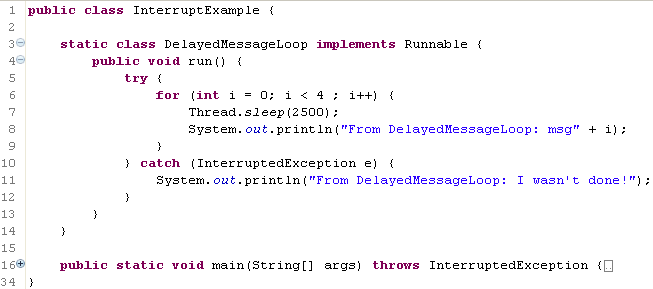 1 public class InterruptExample {
2
3 static class DelayedMessageLoop implements Runnable {
4 public void run() {
5 try {
6 for (int i = 0; i < 4 ; i++) {
7 Thread.sleep(2500);
8 System.out.println("From DelayedMessageLoop: msg" + i);
9 }
10 } catch (InterruptedException e) {
11 System.out.println("From DelayedMessageLoop: I wasn't done!");
12 }
13 }
14 }
15
16 public static void main(String[] args) throws InterruptedException {
34 }